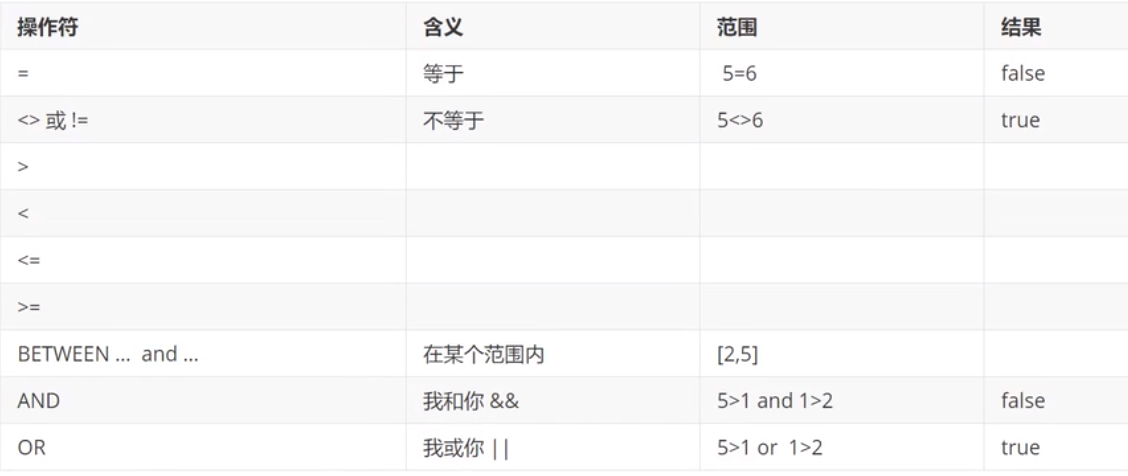 操作符 含义 范围 结果
= 等于 5=6 false
<> 或 != 不等于 5<>6 true
>
<
<=
>=
BETWEEN ... and ... 在某个范围内 [2,5]
AND 我和你 && 5>1 and 1>2 false
OR 我或你 || 5>1 or 1>2 true